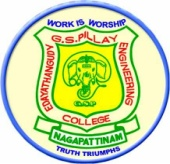 WORK IS WORSHIP
G.S.PILLAY
EDAYATHANGUDY
ENGINEERING
G.S.P
COLLEGE
NAGAPATTINAM
TRUTH TRIUMPHS